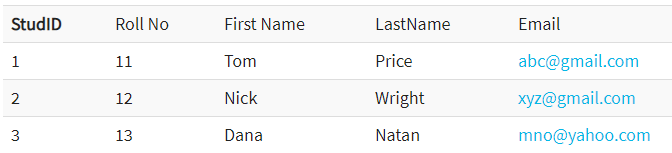 StudID Roll No First Name LastName Email
1 11 Tom Price abc@gmail.com
2 12 Nick Wright xyz@gmail.com
3 13 Dana Natan mno@yahoo.com